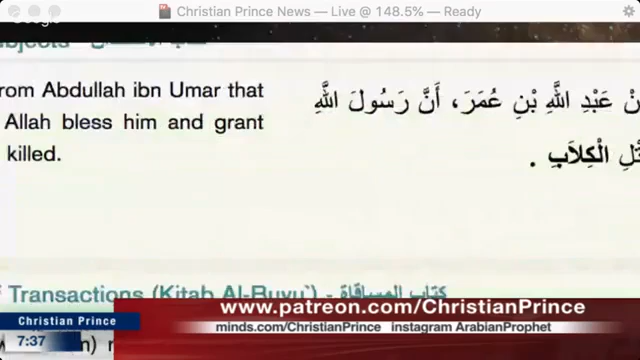 Christian Prince News — Live @ 148.5% — Ready
rom Abdullah ibn Umar that
Allah bless him and grant
killed.
نْ عَبْدِ اللَّهِ بْنِ عُمَرَ، أَنَّ رَسُولَ اللَّهِ
الْكِلاَبِ .
Transactions (Kitab Al-Buyu`) - كتاب المساقاة
www.patreon.com/ChristianPrince
Christian Prince
minds.com/ChristianPrince instagram ArabianProphet
7:37